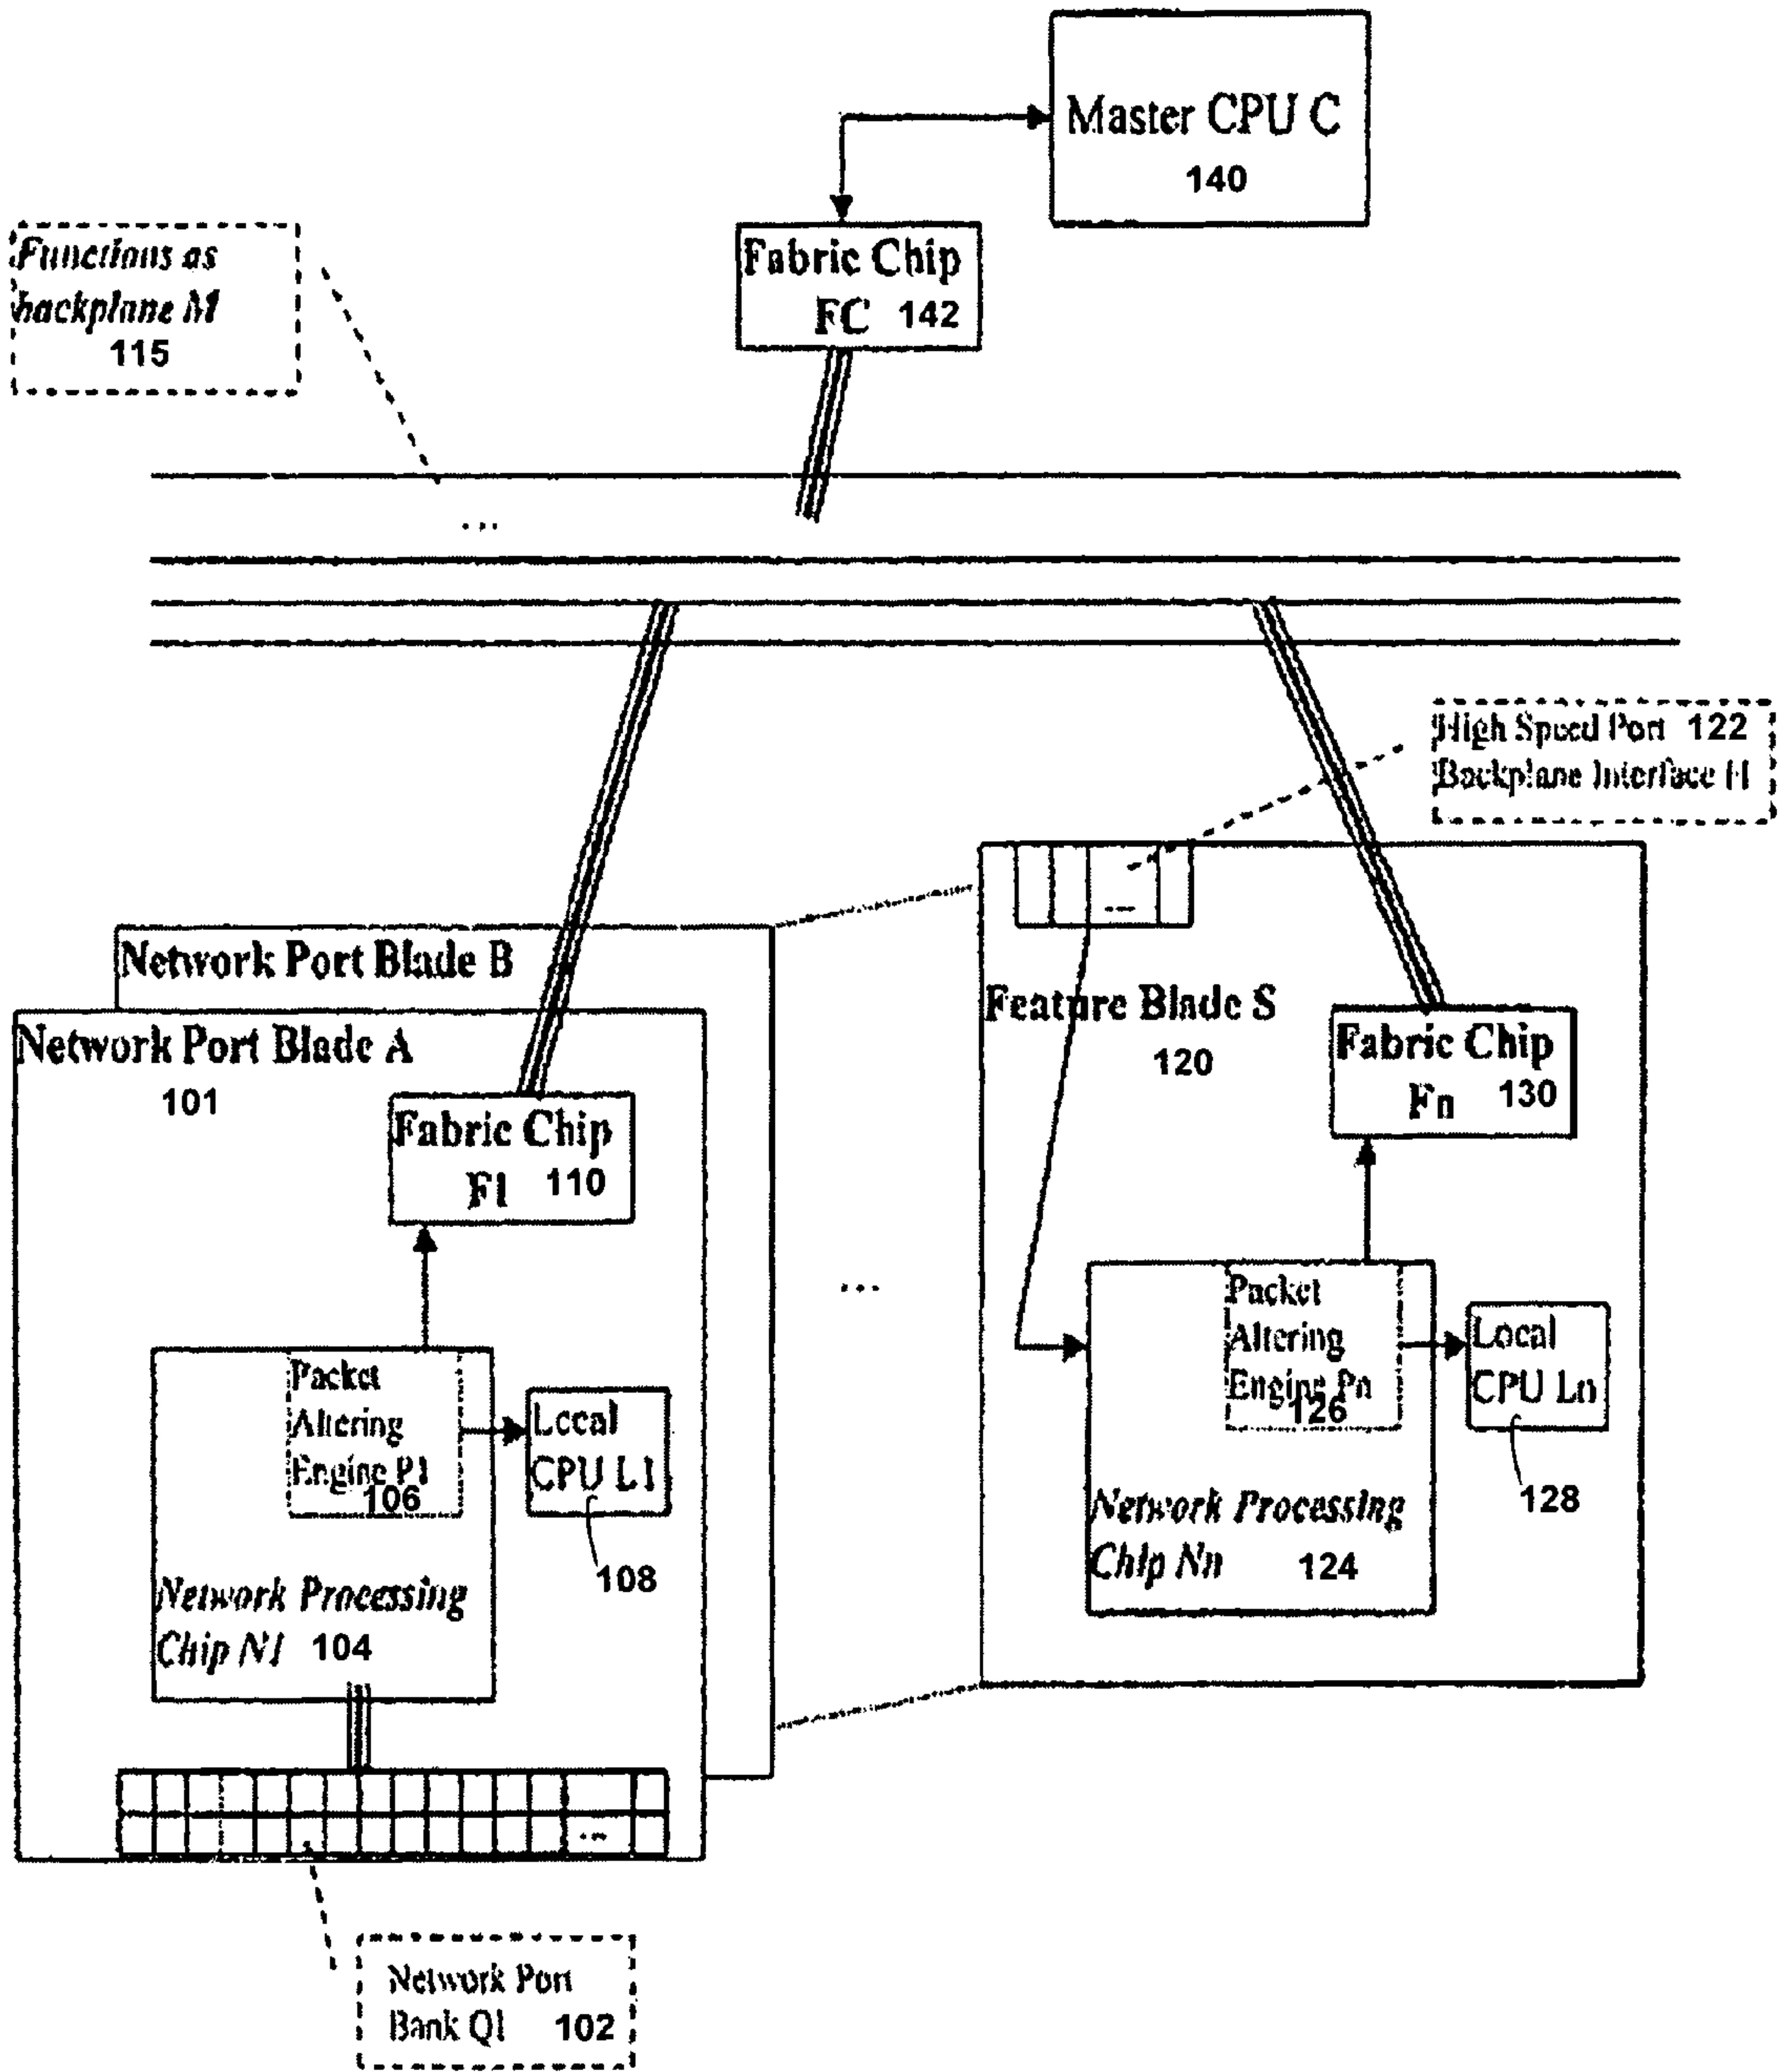 Master CPU C
140
Functions as
backplane M
115
Fabric Chip
FC 142
...
High Speed Port 122
Backplane Interface H
Network Port Blade B
Network Port Blade A
101
Fabric Chip
F1 110
Packet
Altering
Engine P1
106
Local
CPU L1
108
Network Processing
Chip N1 104
...
Network Port
Bank Q1 102
...
...
Feature Blade S
120
Fabric Chip
Fn 130
Packet
Altering
Engine Pn
126
Local
CPU Ln
128
Network Processing
Chip Nn 124